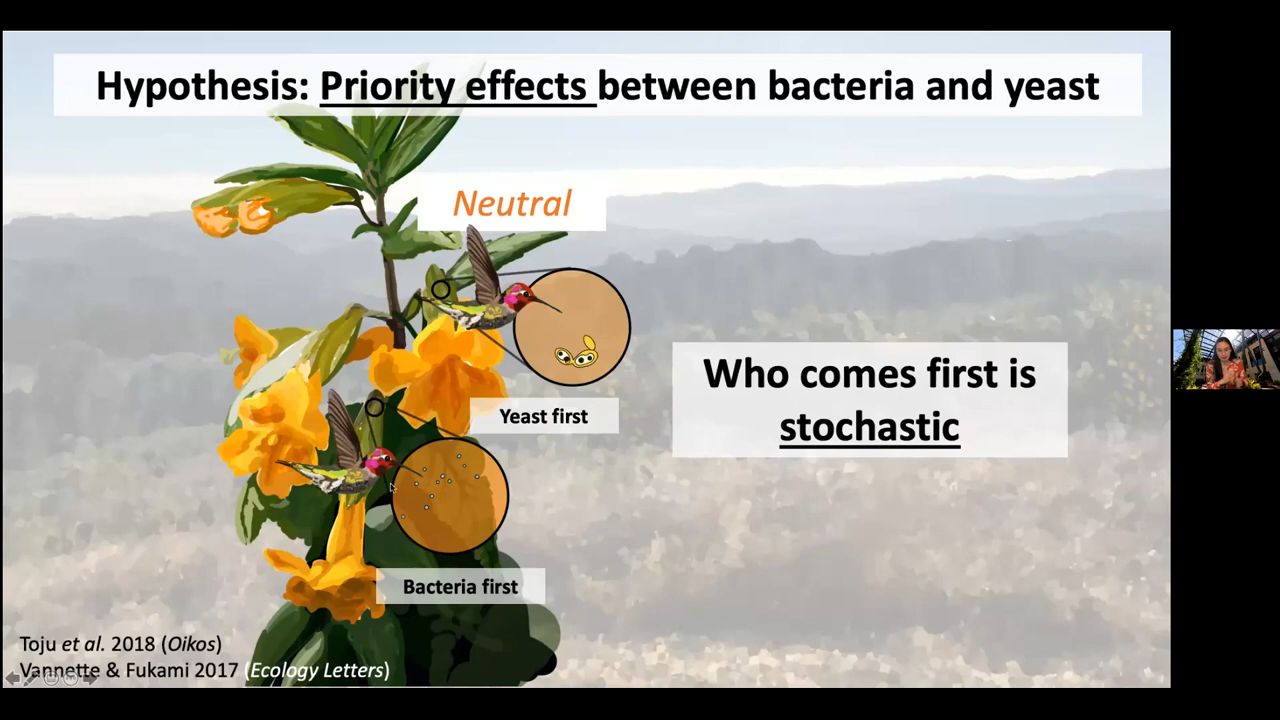 Hypothesis: Priority effects between bacteria and yeast
Neutral
Who comes first is
stochastic
Yeast first
Bacteria first
Toju et al. 2018 (Oikos)
Vannette & Fukami 2017 (Ecology Letters)